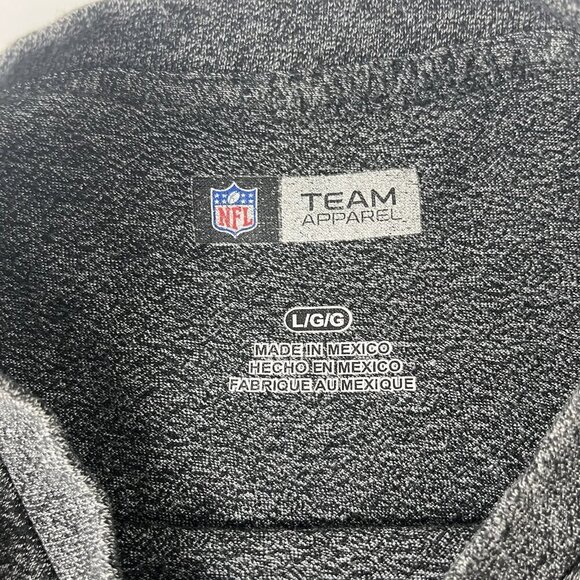 NFL
TEAM
APPAREL
L/G/G
MADE IN MEXICO
HECHO EN MEXICO
FABRIQUE AU MEXIQUE